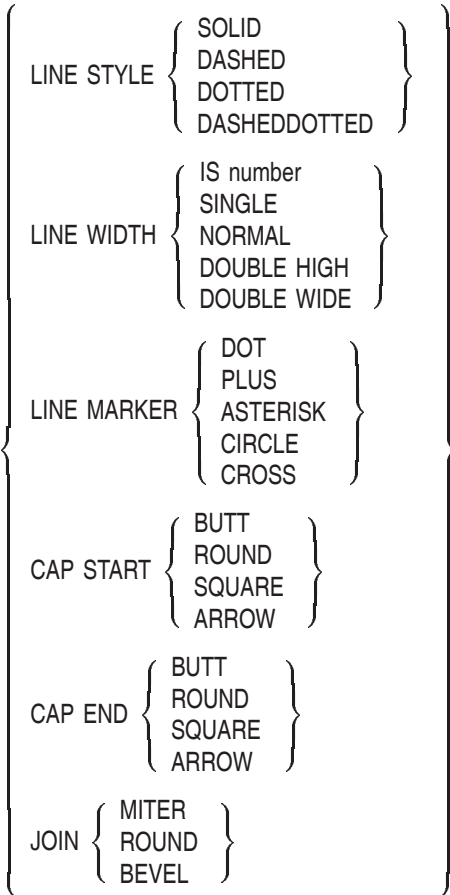 SOLID
DASHED
LINE STYLE
DOTTED
DASHEDDOTTED
IS number
SINGLE
LINE WIDTH NORMAL
DOUBLE HIGH
DOUBLE WIDE
DOT
PLUS
LINE MARKER ASTERISK
CIRCLE
CROSS
BUTT
ROUND
CAP START
SQUARE
ARROW
BUTT
ROUND
CAP END
SQUARE
ARROW
MITER
JOIN ROUND
BEVEL